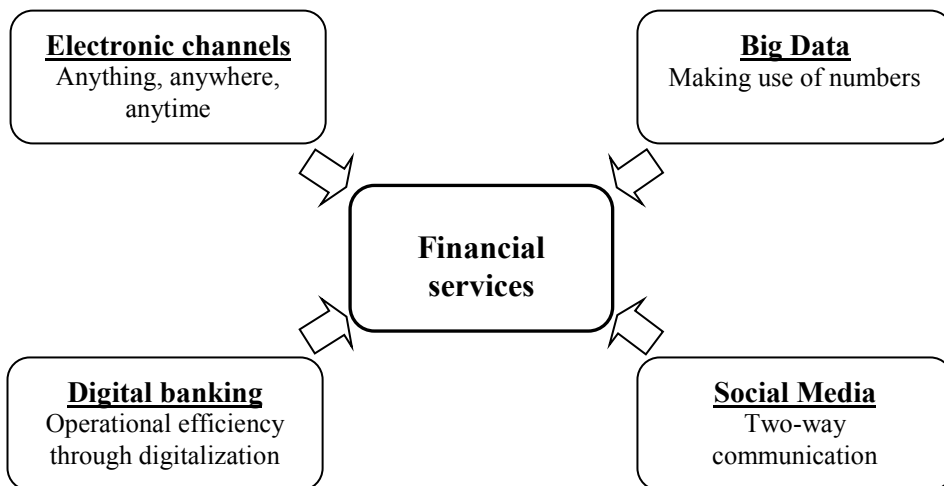 Electronic channels
Anything, anywhere,
anytime
Big Data
Making use of numbers
Financial
services
Digital banking
Operational efficiency
through digitalization
Social Media
Two-way
communication